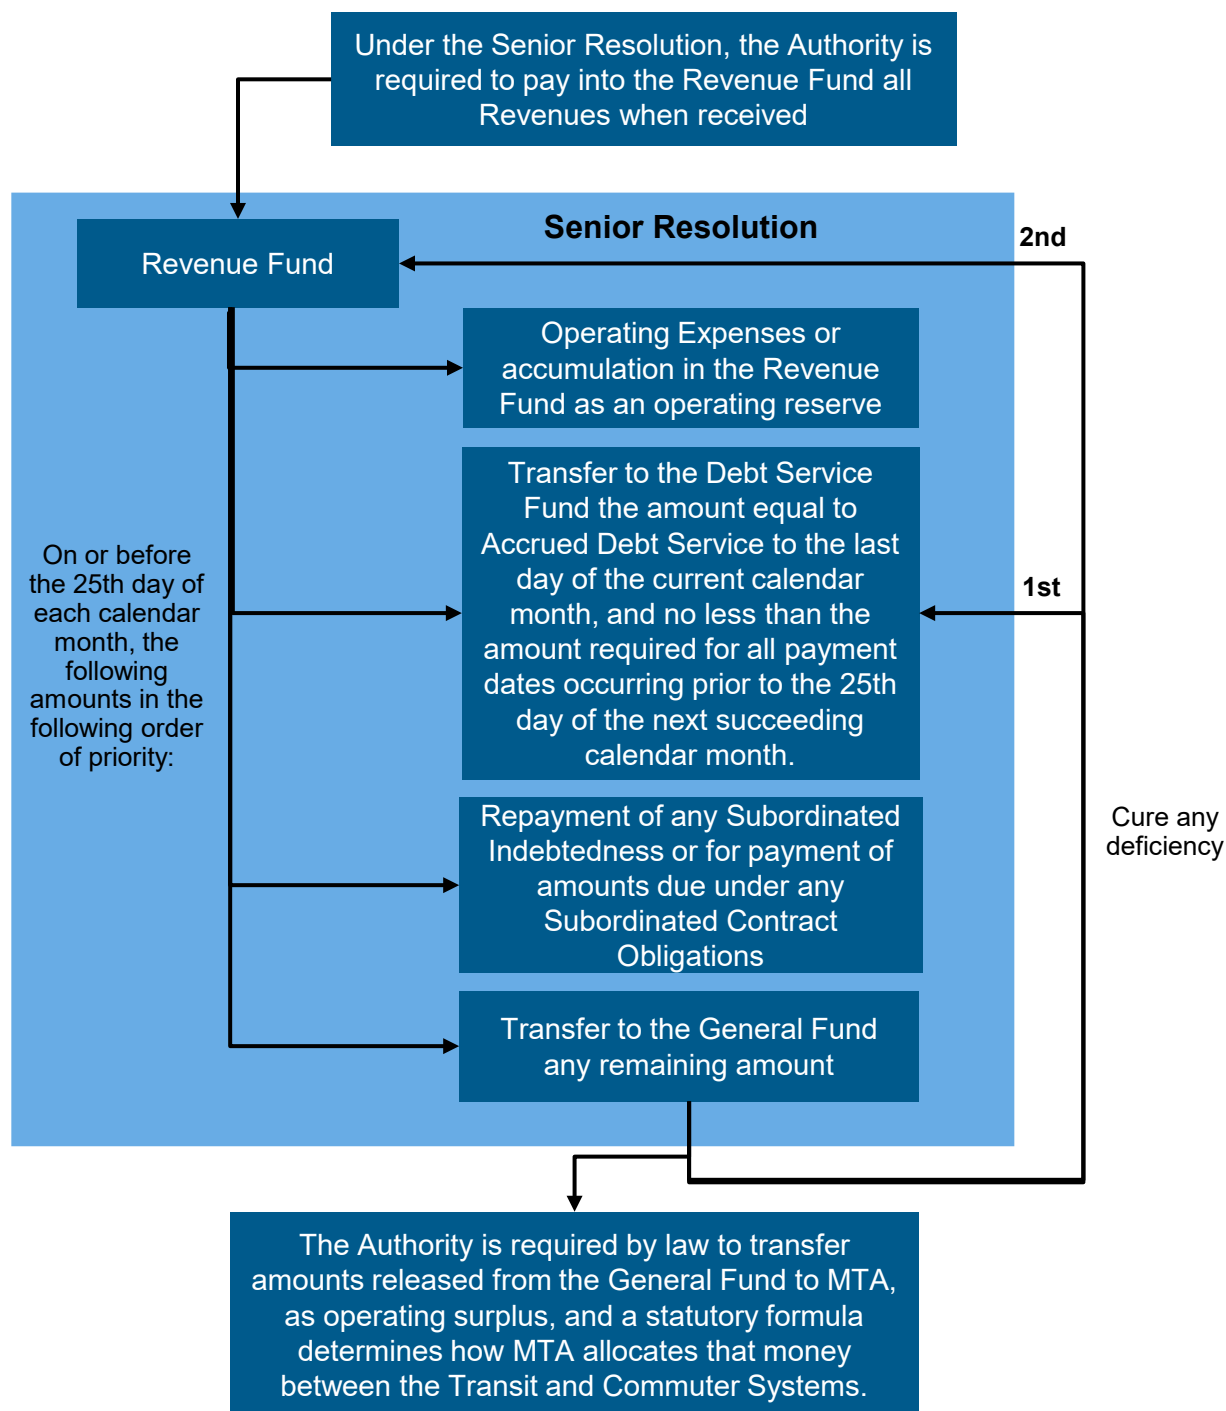 Under the Senior Resolution, the Authority is
required to pay into the Revenue Fund all
Revenues when received
Senior Resolution
2nd
Revenue Fund
Operating Expenses or
accumulation in the Revenue
Fund as an operating reserve
On or before
the 25th day of
each calendar
month, the
following
amounts in the
following order
of priority:
Transfer to the Debt Service
Fund the amount equal to
Accrued Debt Service to the last
day of the current calendar
month, and no less than the
amount required for all payment
dates occurring prior to the 25th
day of the next succeeding
calendar month.
1st
Repayment of any Subordinated
Indebtedness or for payment of
amounts due under any
Subordinated Contract
Obligations
Cure any
deficiency
Transfer to the General Fund
any remaining amount
The Authority is required by law to transfer
amounts released from the General Fund to MTA,
as operating surplus, and a statutory formula
determines how MTA allocates that money
between the Transit and Commuter Systems.